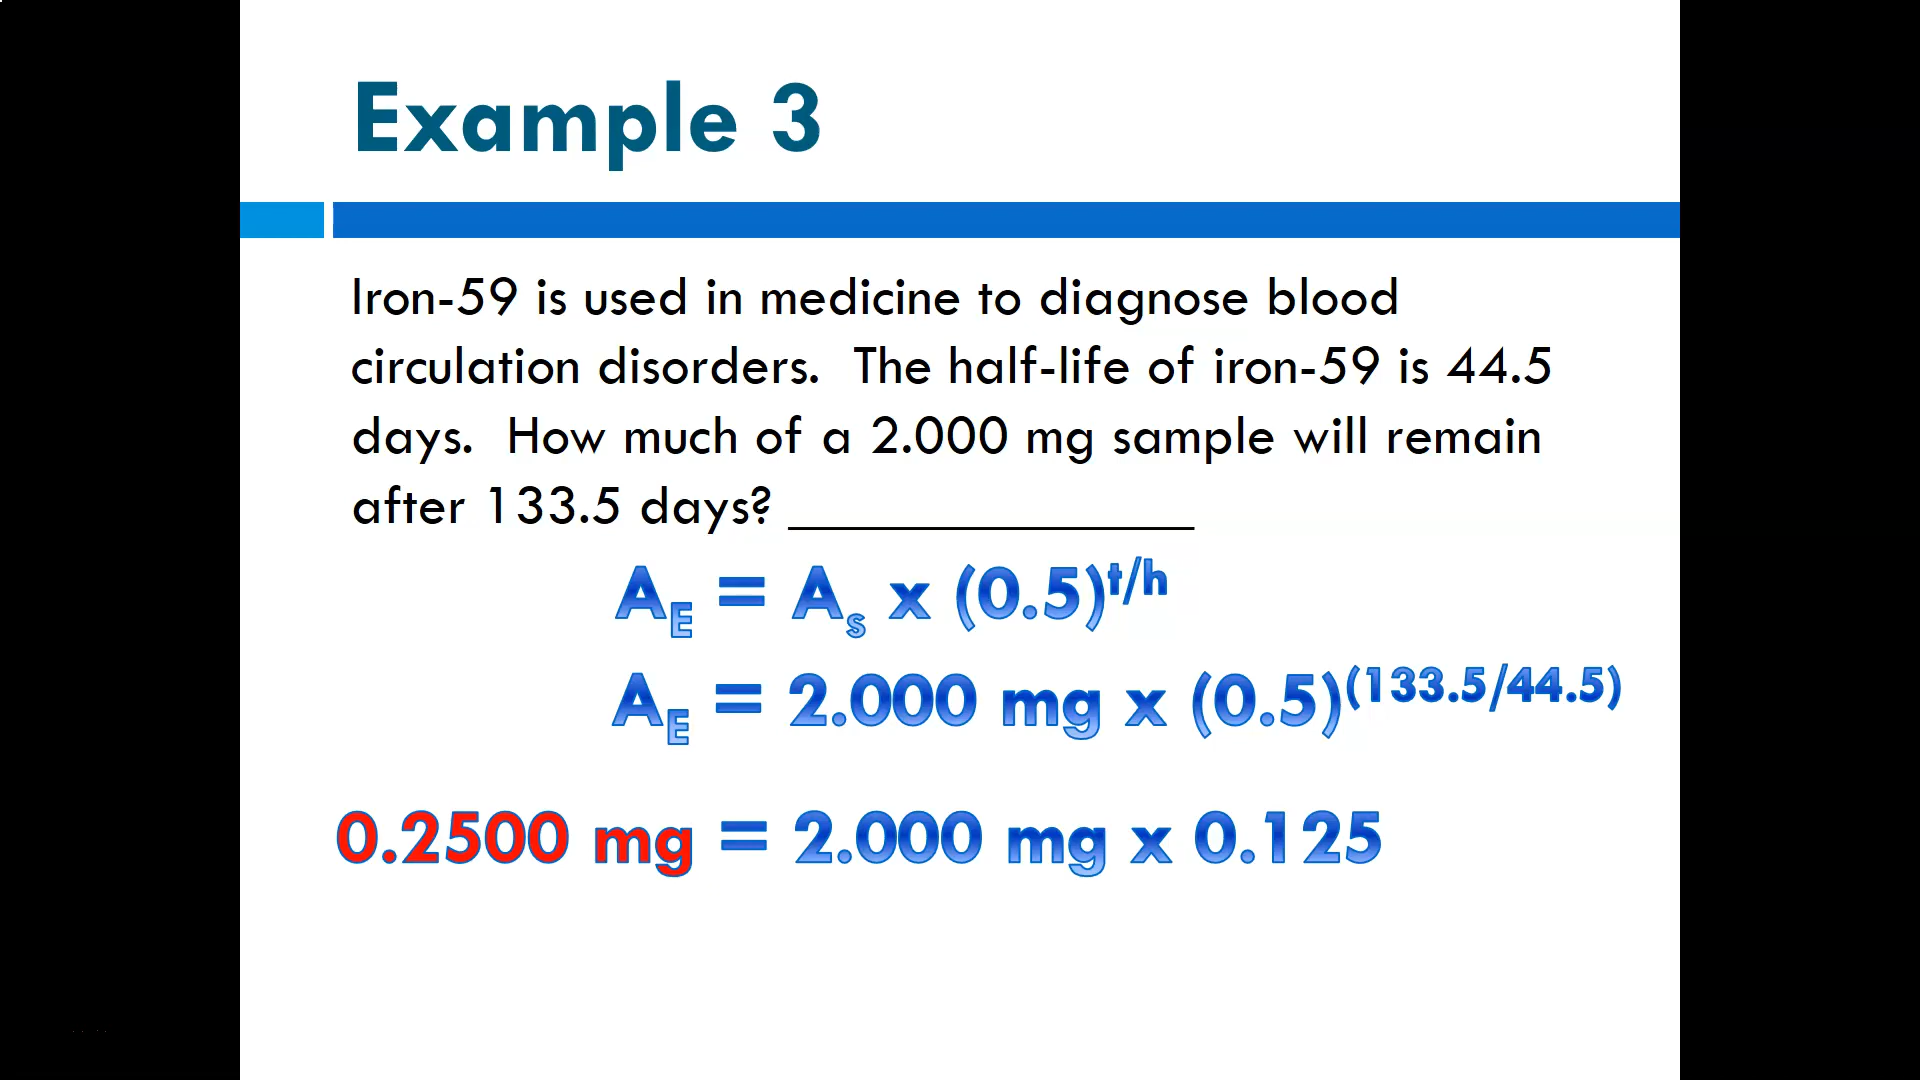 Example 3
Iron-59 is used in medicine to diagnose blood
circulation disorders.  The half-life of iron-59 is 44.5
days.  How much of a 2.000 mg sample will remain
after 133.5 days? _______________
A_E = A_s x (0.5)^t/h
A_E = 2.000 mg x (0.5)^(133.5/44.5)
0.2500 mg = 2.000 mg x 0.125